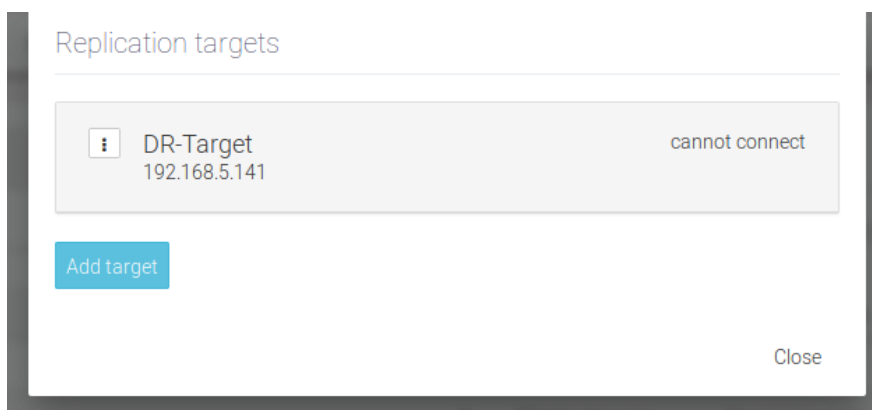 Replication targets
DR-Target
cannot connect
192.168.5.141
Add target
Close